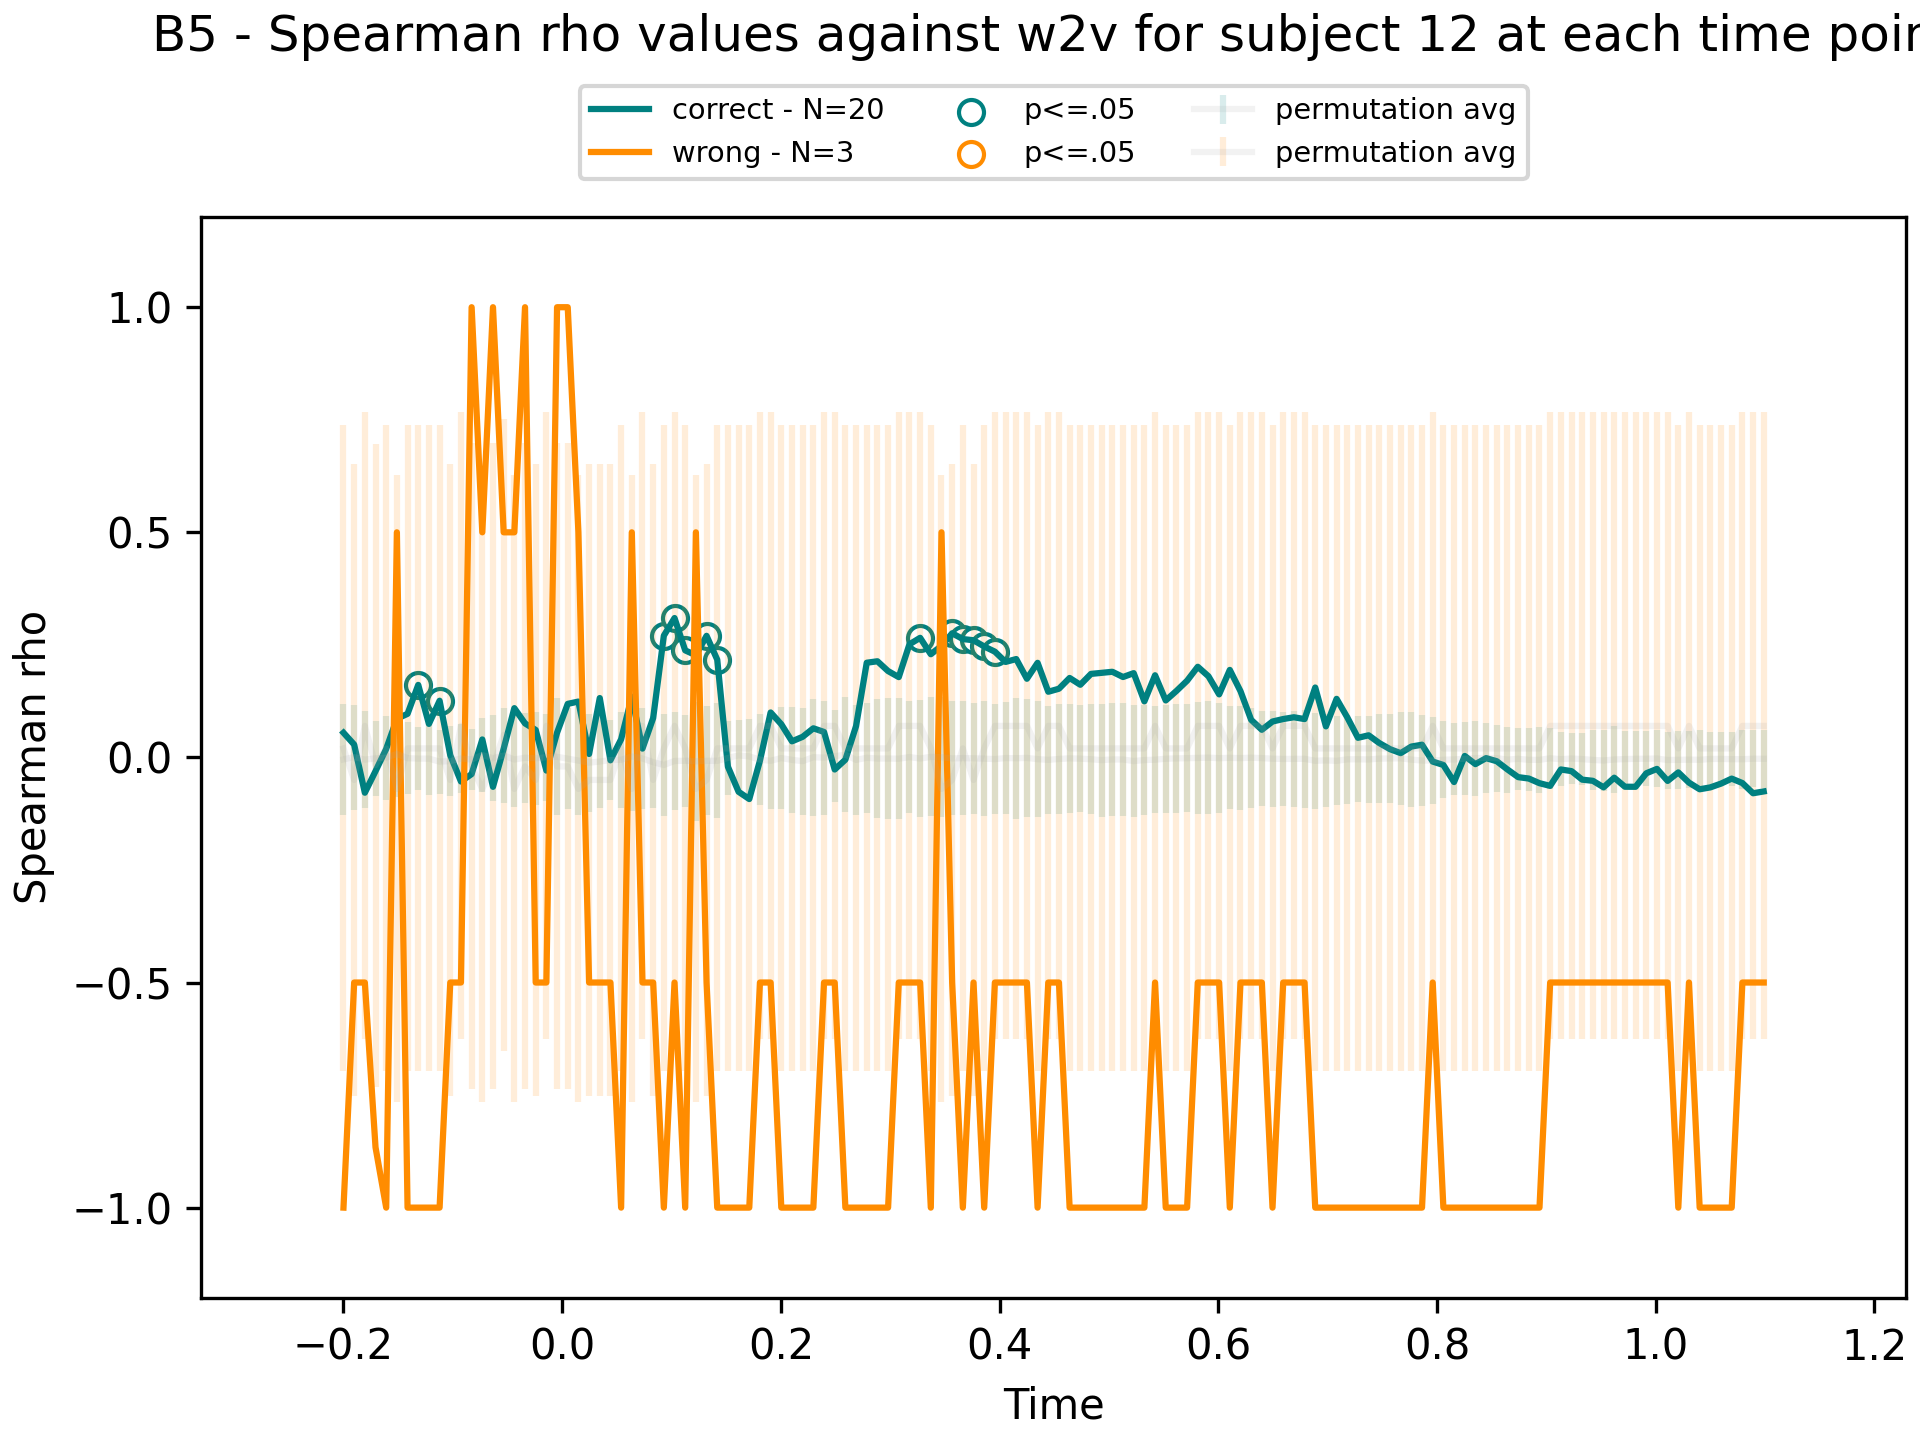 B5 - Spearman rho values against w2v for subject 12 at each time
correct - N=20 p<=.05 permutation avg
wrong - N=3 p<=.05 permutation avg
Spearman rho
1.0
0.5
0.0
−0.5
−1.0
−0.2 0.0 0.2 0.4 0.6 0.8 1.0 1.2
Time